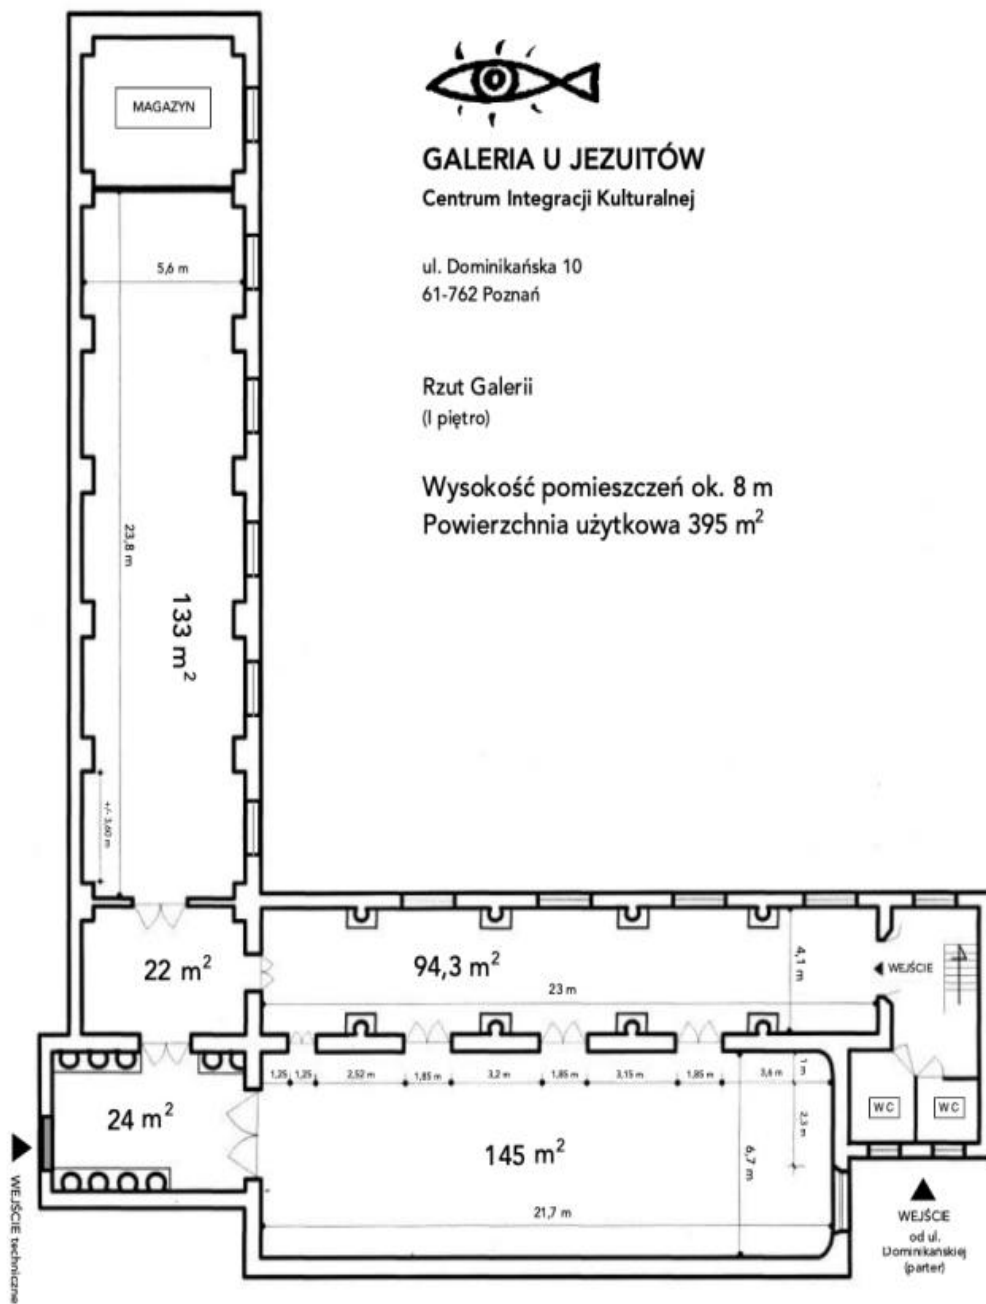 MAGAZYN
GALERIA U JEZUITÓW
Centrum Integracji Kulturalnej
ul. Dominikańska 10
61-762 Poznań
Rzut Galerii
(I piętro)
Wysokość pomieszczeń ok. 8 m
Powierzchnia użytkowa 395 m²
5,6 m
23,8 m
133 m²
+/- 3,60 m
22 m²
94,3 m²
4,1 m
WEJŚCIE
23 m
1,25
1,25
2,52 m
1,85 m
3,2 m
1,85 m
3,15 m
1,85 m
3,6 m
1 m
24 m²
2,3 m
WC
WC
145 m²
6,7 m
21,7 m
WEJŚCIE techniczne
WEJŚCIE
od ul.
Dominikańskiej
(parter)